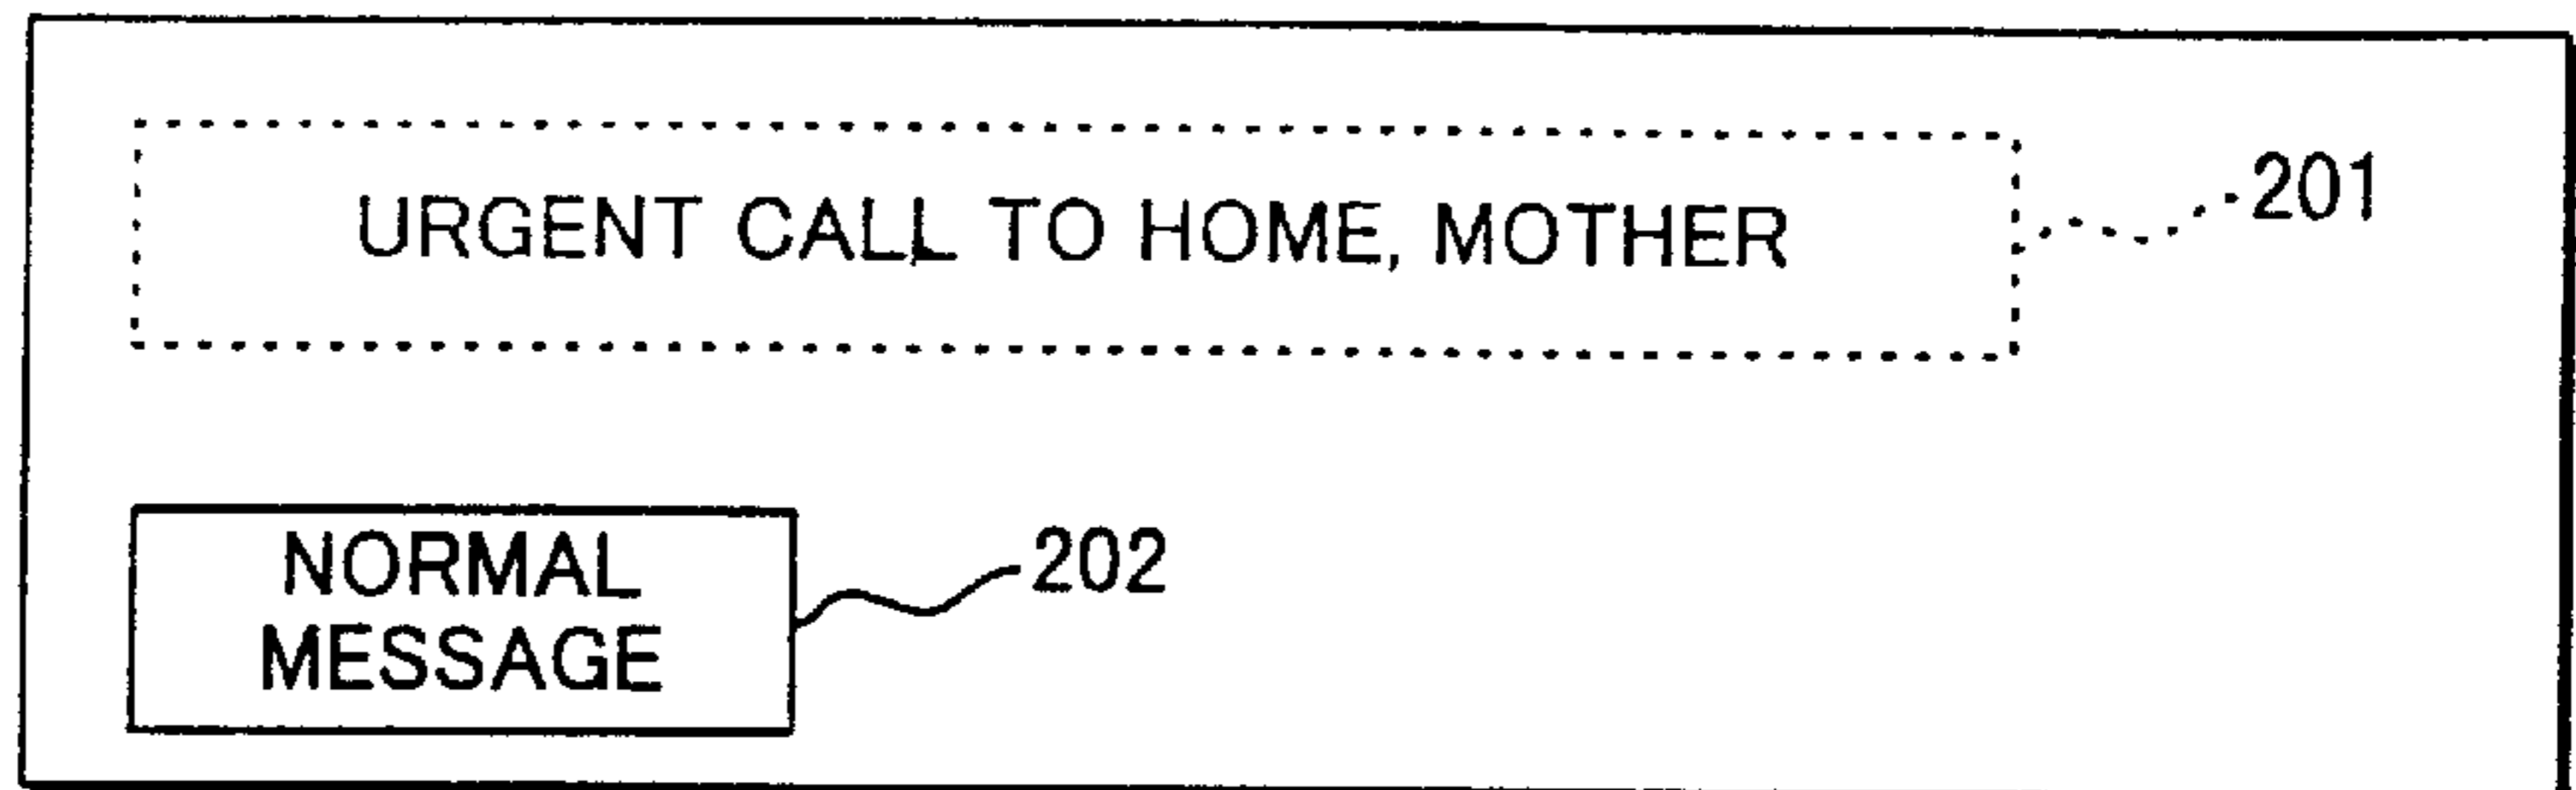 URGENT CALL TO HOME, MOTHER
201
NORMAL
MESSAGE
202